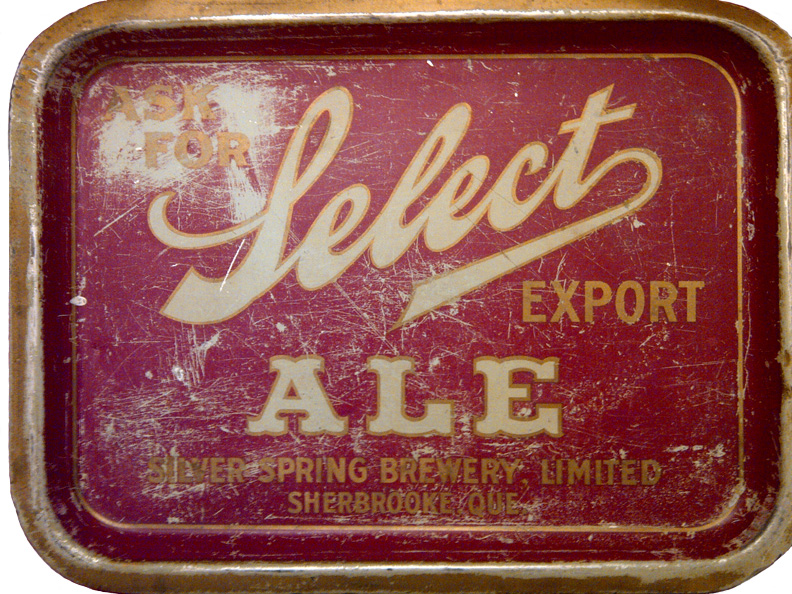 ASK
FOR
Select
EXPORT
ALE
SILVER SPRING BREWERY, LIMITED
SHERBROOKE, QUE.